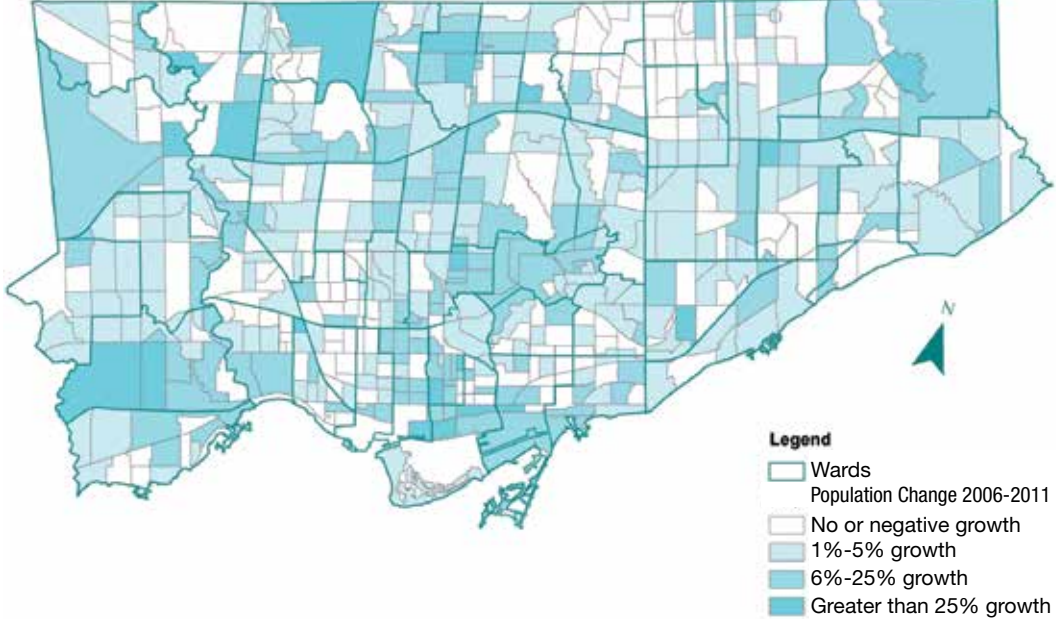 N
Legend
Wards
Population Change 2006-2011
No or negative growth
1%-5% growth
6%-25% growth
Greater than 25% growth